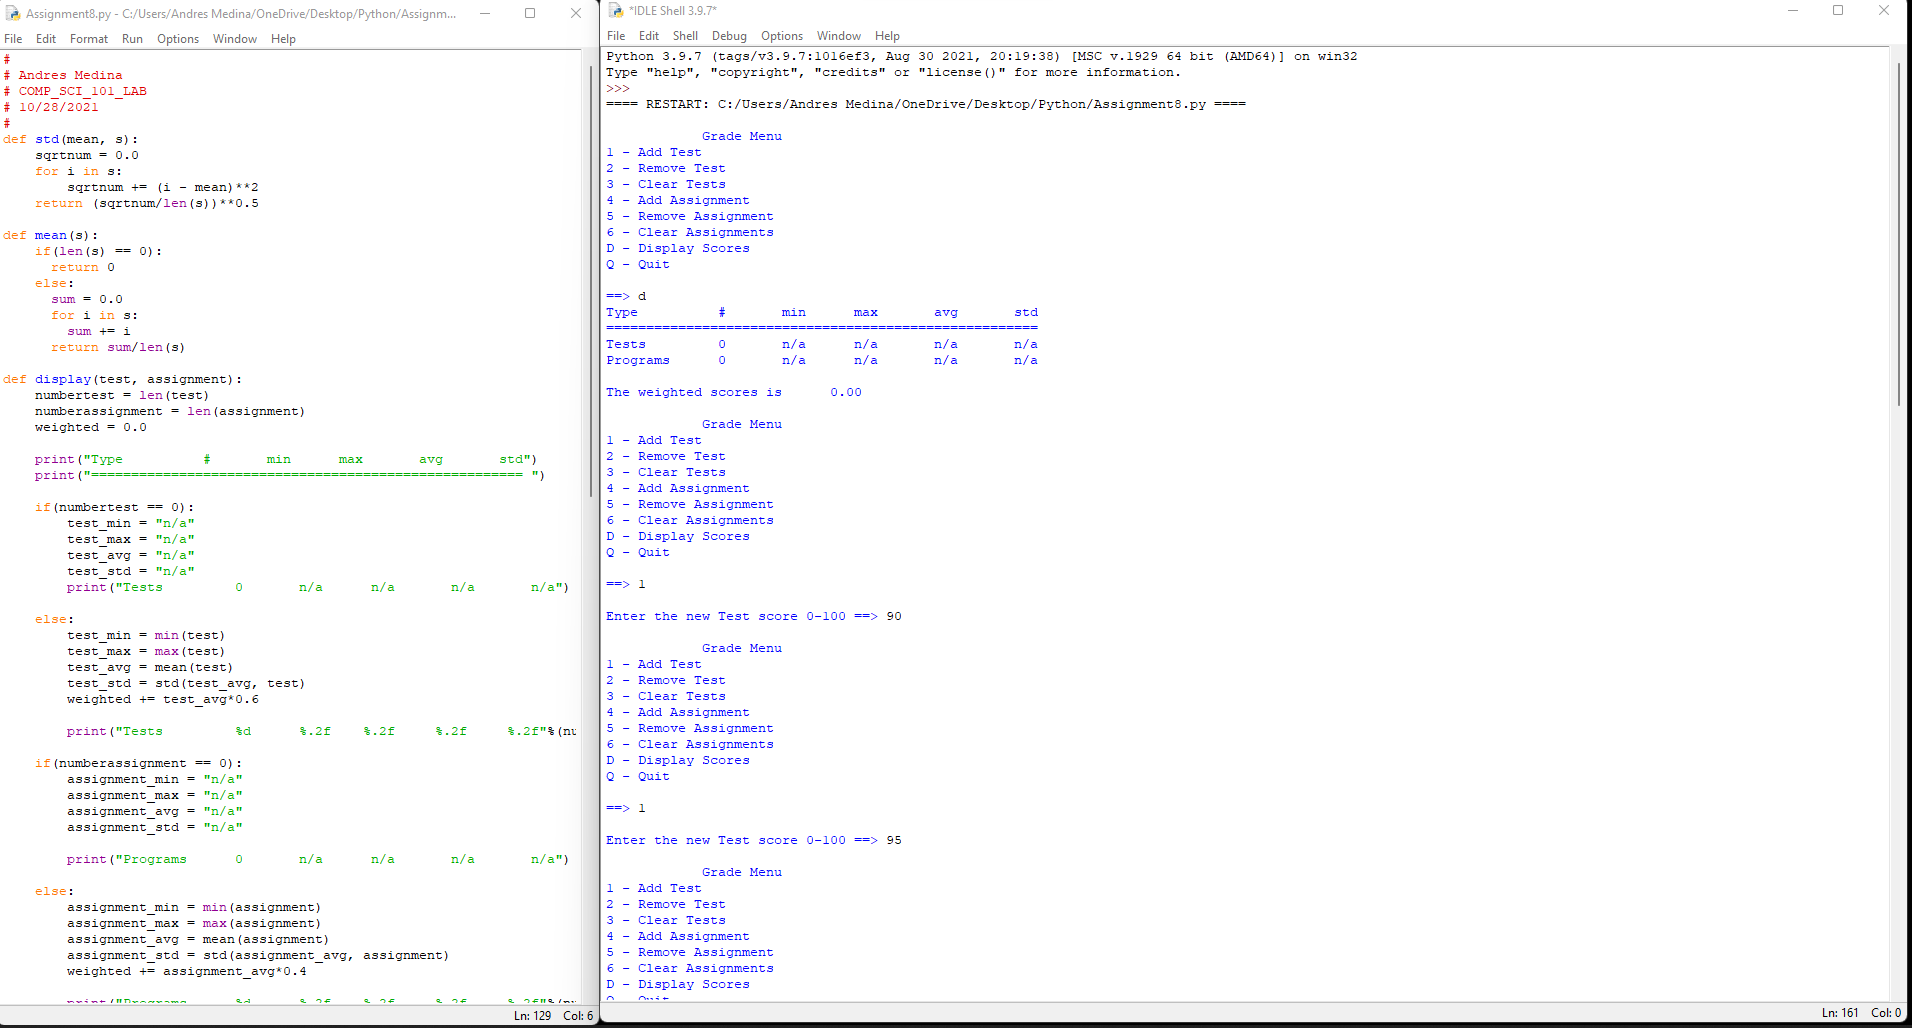 Assignment8.py - C:/Users/Andres Medina/OneDrive/Desktop/Python/Assignm...
File Edit Format Run Options Window Help
#
# Andres Medina
# COMP_SCI_101_LAB
# 10/28/2021
#
def std(mean, s):
    sqrtnum = 0.0
    for i in s:
        sqrtnum += (i - mean)**2
    return (sqrtnum/len(s))**0.5
def mean(s):
    if(len(s) == 0):
      return 0
    else:
      sum = 0.0
      for i in s:
        sum += i
      return sum/len(s)
def display(test, assignment):
    numbertest = len(test)
    numberassignment = len(assignment)
    weighted = 0.0
    print("Type          #       min      max       avg       std")
    print("====================================================== ")
    if(numbertest == 0):
        test_min = "n/a"
        test_max = "n/a"
        test_avg = "n/a"
        test_std = "n/a"
        print("Tests         0       n/a      n/a       n/a       n/a")
    else:
        test_min = min(test)
        test_max = max(test)
        test_avg = mean(test)
        test_std = std(test_avg, test)
        weighted += test_avg*0.6
        print("Tests         %d      %.2f    %.2f     %.2f     %.2f"%(nu
    if(numberassignment == 0):
        assignment_min = "n/a"
        assignment_max = "n/a"
        assignment_avg = "n/a"
        assignment_std = "n/a"
        print("Programs      0       n/a      n/a       n/a       n/a")
    else:
        assignment_min = min(assignment)
        assignment_max = max(assignment)
        assignment_avg = mean(assignment)
        assignment_std = std(assignment_avg, assignment)
        weighted += assignment_avg*0.4
        print("Programs      %d      %.2f    %.2f     %.2f     %.2f"%(nu
Ln: 129 Col: 6
*IDLE Shell 3.9.7*
File Edit Shell Debug Options Window Help
Python 3.9.7 (tags/v3.9.7:1016ef3, Aug 30 2021, 20:19:38) [MSC v.1929 64 bit (AMD64)] on win32
Type "help", "copyright", "credits" or "license()" for more information.
>>>
==== RESTART: C:/Users/Andres Medina/OneDrive/Desktop/Python/Assignment8.py ====
            Grade Menu
1 - Add Test
2 - Remove Test
3 - Clear Tests
4 - Add Assignment
5 - Remove Assignment
6 - Clear Assignments
D - Display Scores
Q - Quit
==> d
Type          #       min      max       avg       std
======================================================
Tests         0       n/a      n/a       n/a       n/a
Programs      0       n/a      n/a       n/a       n/a
The weighted scores is      0.00
            Grade Menu
1 - Add Test
2 - Remove Test
3 - Clear Tests
4 - Add Assignment
5 - Remove Assignment
6 - Clear Assignments
D - Display Scores
Q - Quit
==> 1
Enter the new Test score 0-100 ==> 90
            Grade Menu
1 - Add Test
2 - Remove Test
3 - Clear Tests
4 - Add Assignment
5 - Remove Assignment
6 - Clear Assignments
D - Display Scores
Q - Quit
==> 1
Enter the new Test score 0-100 ==> 95
            Grade Menu
1 - Add Test
2 - Remove Test
3 - Clear Tests
4 - Add Assignment
5 - Remove Assignment
6 - Clear Assignments
D - Display Scores
Q - Quit
Ln: 161 Col: 0